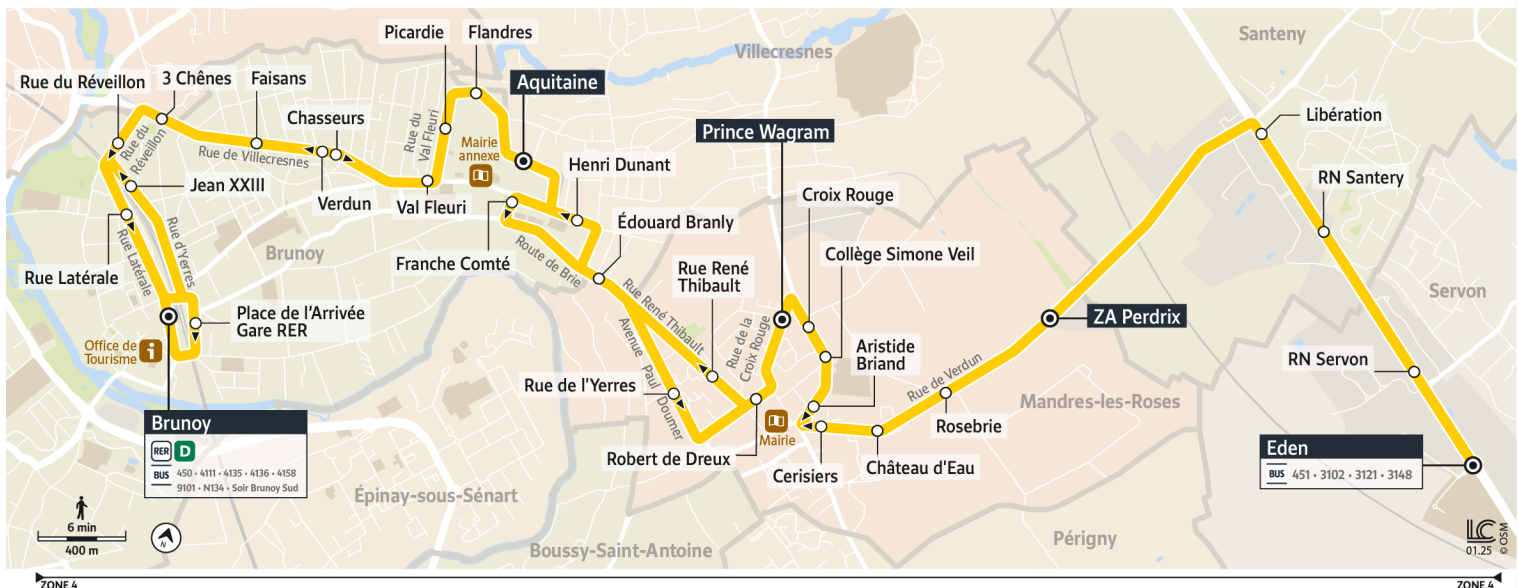 Picardie
Flandres
Villecresnes
Santeny
Rue du Réveillon
3 Chênes
Faisans
Aquitaine
Chasseurs
Libération
Rue du
Réveillon
Rue de Villecresnes
Rue du
Val Fleuri
Mairie
annexe
Prince Wagram
Henri Dunant
Jean XXIII
Verdun
Val Fleuri
RN Santery
Croix Rouge
Édouard Branly
Brunoy
Rue d'Yerres
Rue Latérale
Rue Latérale
Franche Comté
Route de Brie
Rue René
Thibault
Collège Simone Veil
Servon
Place de l'Arrivée
Gare RER
Rue René Thibault
Avenue Paul Doumer
Rue de la
Croix Rouge
ZA Perdrix
Office de
Tourisme
Aristide
Briand
RN Servon
Rue de l'Yerres
Rue de Verdun
Mandres-les-Roses
Brunoy
RER D
BUS 450 • 4111 • 4135 • 4136 • 4158
9101 • N134 • Soir Brunoy Sud
Mairie
Rosebrie
Robert de Dreux
Cerisiers
Château d'Eau
Eden
BUS 451 • 3102 • 3121 • 3148
Épinay-sous-Sénart
6 min
400 m
N
Boussy-Saint-Antoine
Périgny
LC
01.25
© OSM
ZONE 4
ZONE 4